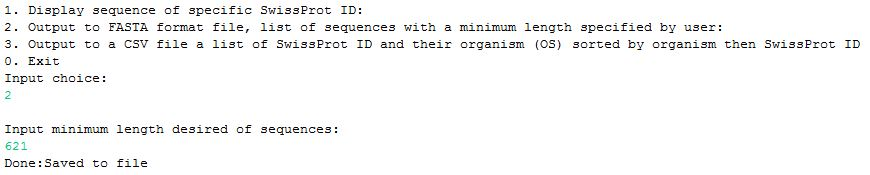 1. Display sequence of specific SwissProt ID:
2. Output to FASTA format file, list of sequences with a minimum length specified by user:
3. Output to a CSV file a list of SwissProt ID and their organism (OS) sorted by organism then SwissProt ID
0. Exit
Input choice:
2
Input minimum length desired of sequences:
621
Done:Saved to file